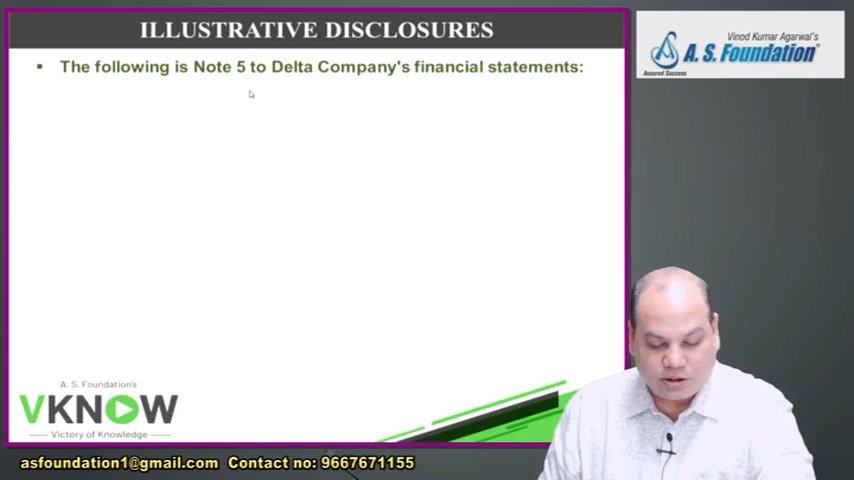 ILLUSTRATIVE DISCLOSURES
▪ The following is Note 5 to Delta Company's financial statements:
Vinod Kumar Agarwal's
A. S. Foundation®
Assured Success
A. S. Foundation's
VKNOW
Victory of Knowledge
asfoundation1@gmail.com Contact no: 9667671155